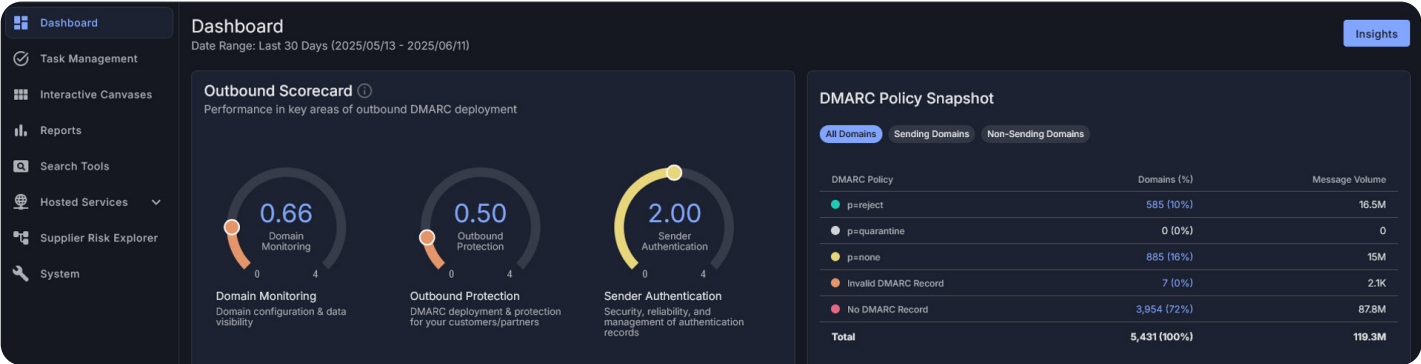 Dashboard
Task Management
Interactive Canvases
Reports
Search Tools
Hosted Services
Supplier Risk Explorer
System
Dashboard
Date Range: Last 30 Days (2025/05/13 - 2025/06/11)
Insights
Outbound Scorecard
Performance in key areas of outbound DMARC deployment
0.66
Domain
Monitoring
0 4
Domain Monitoring
Domain configuration & data
visibility
0.50
Outbound
Protection
0 4
Outbound Protection
DMARC deployment & protection
for your customers/partners
2.00
Sender
Authentication
0 4
Sender Authentication
Security, reliability, and
management of authentication
records
DMARC Policy Snapshot
All Domains Sending Domains Non-Sending Domains
DMARC Policy Domains (%) Message Volume
p=reject 585 (10%) 16.5M
p=quarantine 0 (0%) 0
p=none 885 (16%) 15M
Invalid DMARC Record 7 (0%) 2.1K
No DMARC Record 3,954 (72%) 87.8M
Total 5,431 (100%) 119.3M